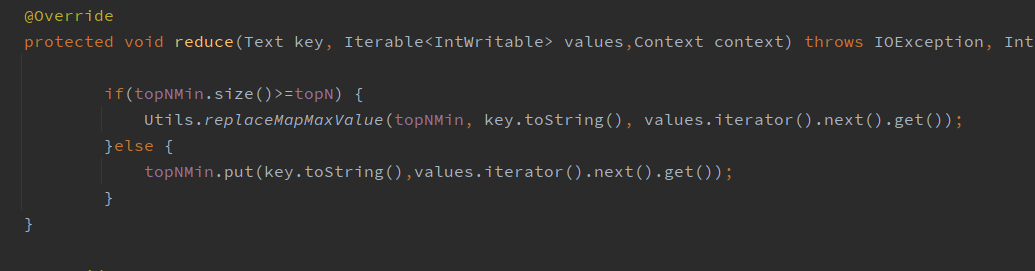 @Override
protected void reduce(Text key, Iterable<IntWritable> values,Context context) throws IOException, Int
if(topNMin.size()>=topN) {
Utils.replaceMapMaxValue(topNMin, key.toString(), values.iterator().next().get());
}else {
topNMin.put(key.toString(),values.iterator().next().get());
}
}